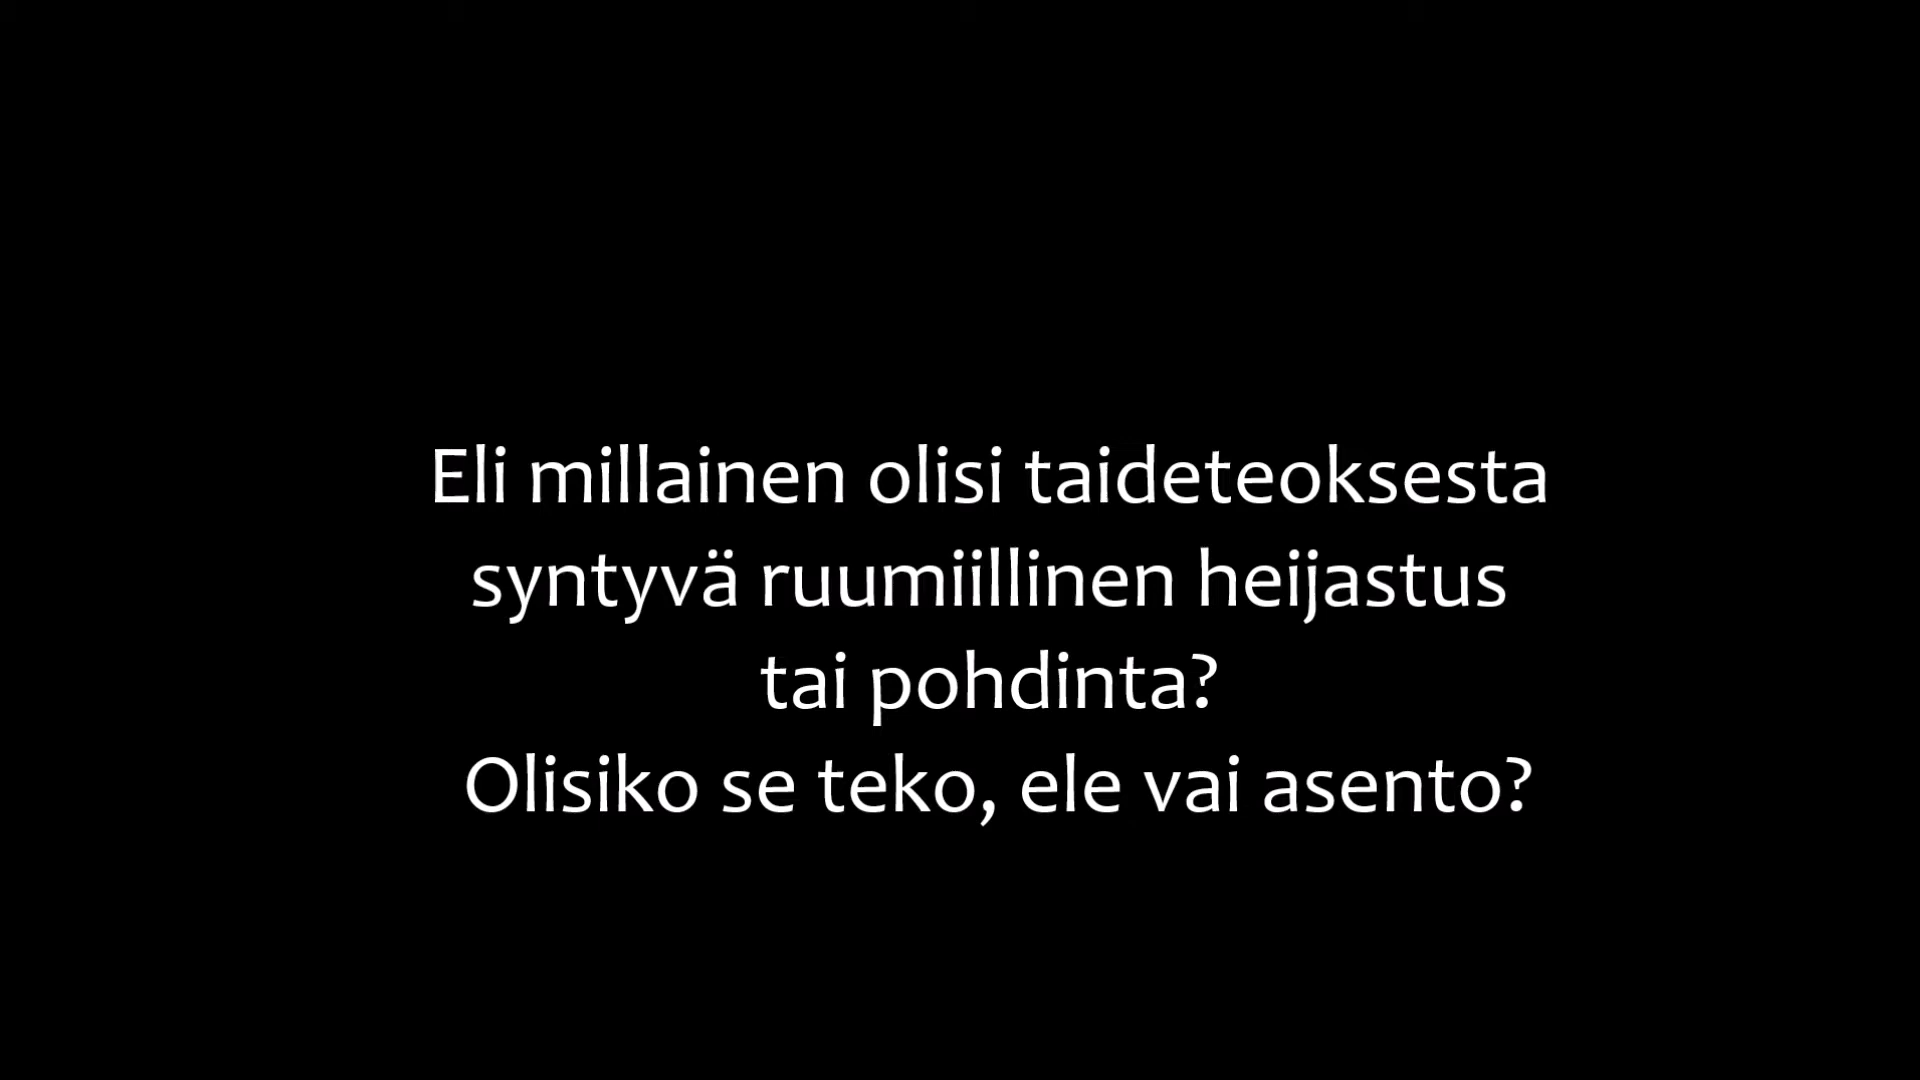 Eli millainen olisi taideteoksesta
syntyvä ruumiillinen heijastus
tai pohdinta?
Olisiko se teko, ele vai asento?